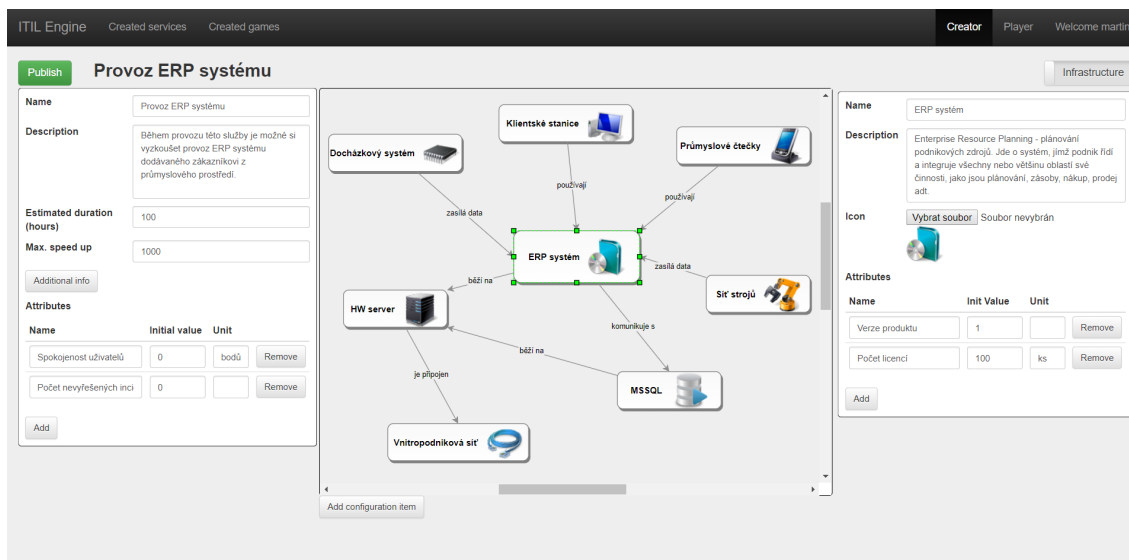 ITIL Engine Created services Created games Creator Player Welcome martin
Publish Provoz ERP systému Infrastructure
Name Provoz ERP systému
Description Během provozu této služby je možné si
vyzkoušet provoz ERP systému
dodávaného zákazníkovi z
průmyslového prostředí.
Estimated duration
(hours)
100
Max. speed up 1000
Additional info
Attributes
Name Initial value Unit
Spokojenost uživatelů 0 bodů Remove
Počet nevyřešených inci 0 Remove
Add
Klientské stanice
Docházkový systém
Průmyslové čtečky
používají
používají
zasílá data
ERP systém
zasílá data
běží na
Síť strojů
HW server
komunikuje s
běží na
je připojen
MSSQL
Vnitropodniková síť
Add configuration item
Name ERP systém
Description Enterprise Resource Planning - plánování
podnikových zdrojů. Jde o systém, jímž podnik řídí
a integruje všechny nebo většinu oblastí své
činnosti, jako jsou plánování, zásoby, nákup, prodej
adt.
Icon Vybrat soubor Soubor nevybrán
Attributes
Name Init Value Unit
Verze produktu 1 Remove
Počet licencí 100 ks Remove
Add